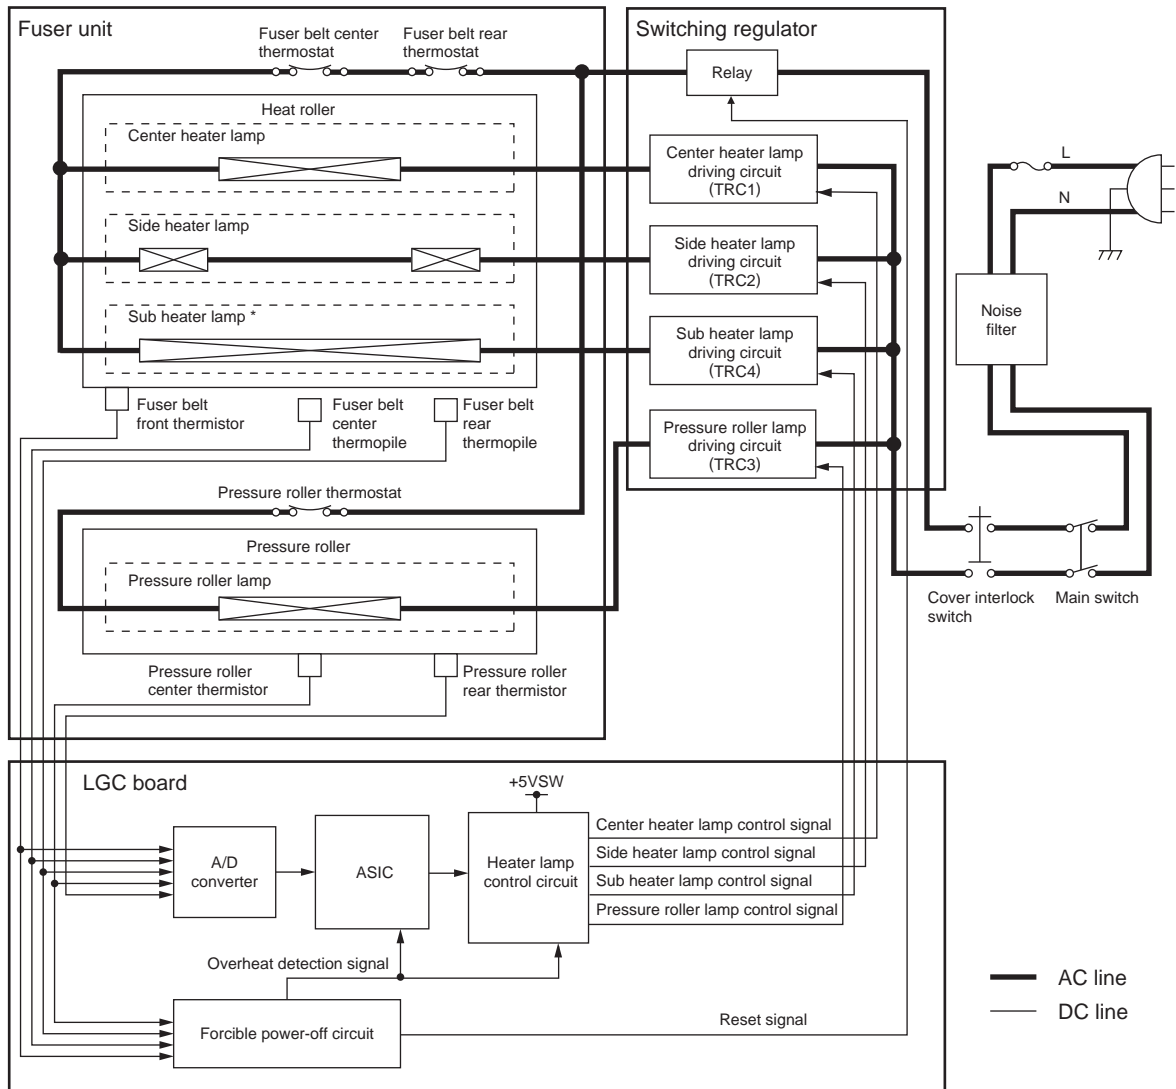 Fuser unit
Fuser belt center
thermostat
Fuser belt rear
thermostat
Switching regulator
Relay
Heat roller
Center heater lamp
Center heater lamp
driving circuit
(TRC1)
L
N
Side heater lamp
Side heater lamp
driving circuit
(TRC2)
Noise
filter
Sub heater lamp *
Sub heater lamp
driving circuit
(TRC4)
Fuser belt
front thermistor
Fuser belt
center
thermopile
Fuser belt
rear
thermopile
Pressure roller lamp
driving circuit
(TRC3)
Pressure roller thermostat
Pressure roller
Pressure roller lamp
Cover interlock
switch
Main switch
Pressure roller
center thermistor
Pressure roller
rear thermistor
LGC board
+5VSW
A/D
converter
ASIC
Heater lamp
control circuit
Center heater lamp control signal
Side heater lamp control signal
Sub heater lamp control signal
Pressure roller lamp control signal
Overheat detection signal
Forcible power-off circuit
Reset signal
AC line
DC line